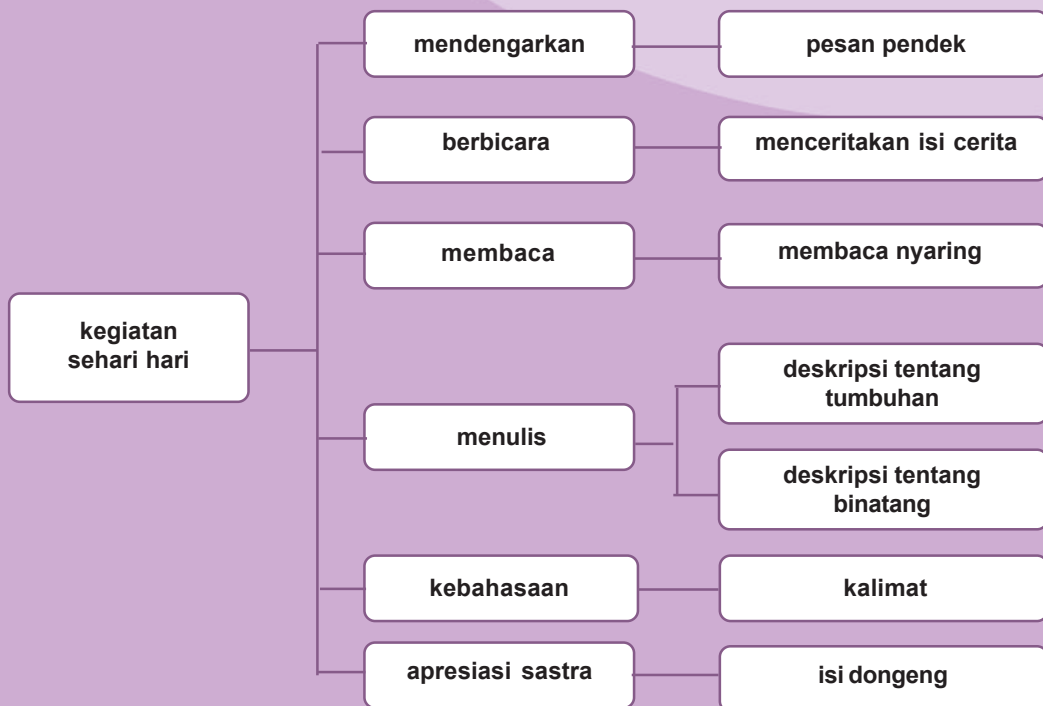 mendengarkan
pesan pendek
berbicara
menceritakan isi cerita
membaca
membaca nyaring
kegiatan
sehari hari
deskripsi tentang
tumbuhan
menulis
deskripsi tentang
binatang
kebahasaan
kalimat
apresiasi sastra
isi dongeng